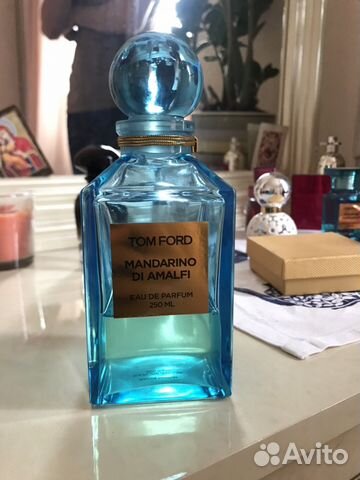 TOM FORD
MANDARINO
DI AMALFI
EAU DE PARFUM
250 ML
Avito